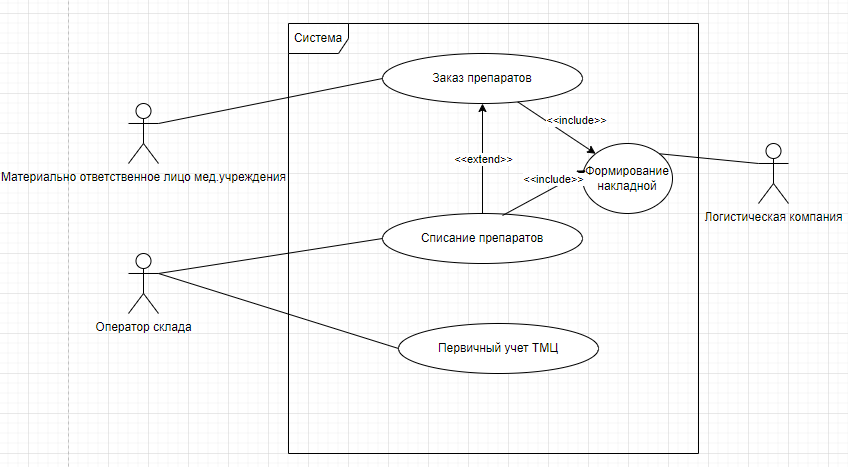 Система
Заказ препаратов
<<include>>
Материально ответственное лицо мед.учреждения
<<extend>>
Формирование
накладной
<<include>>
Логистическая компания
Списание препаратов
Оператор склада
Первичный учет ТМЦ